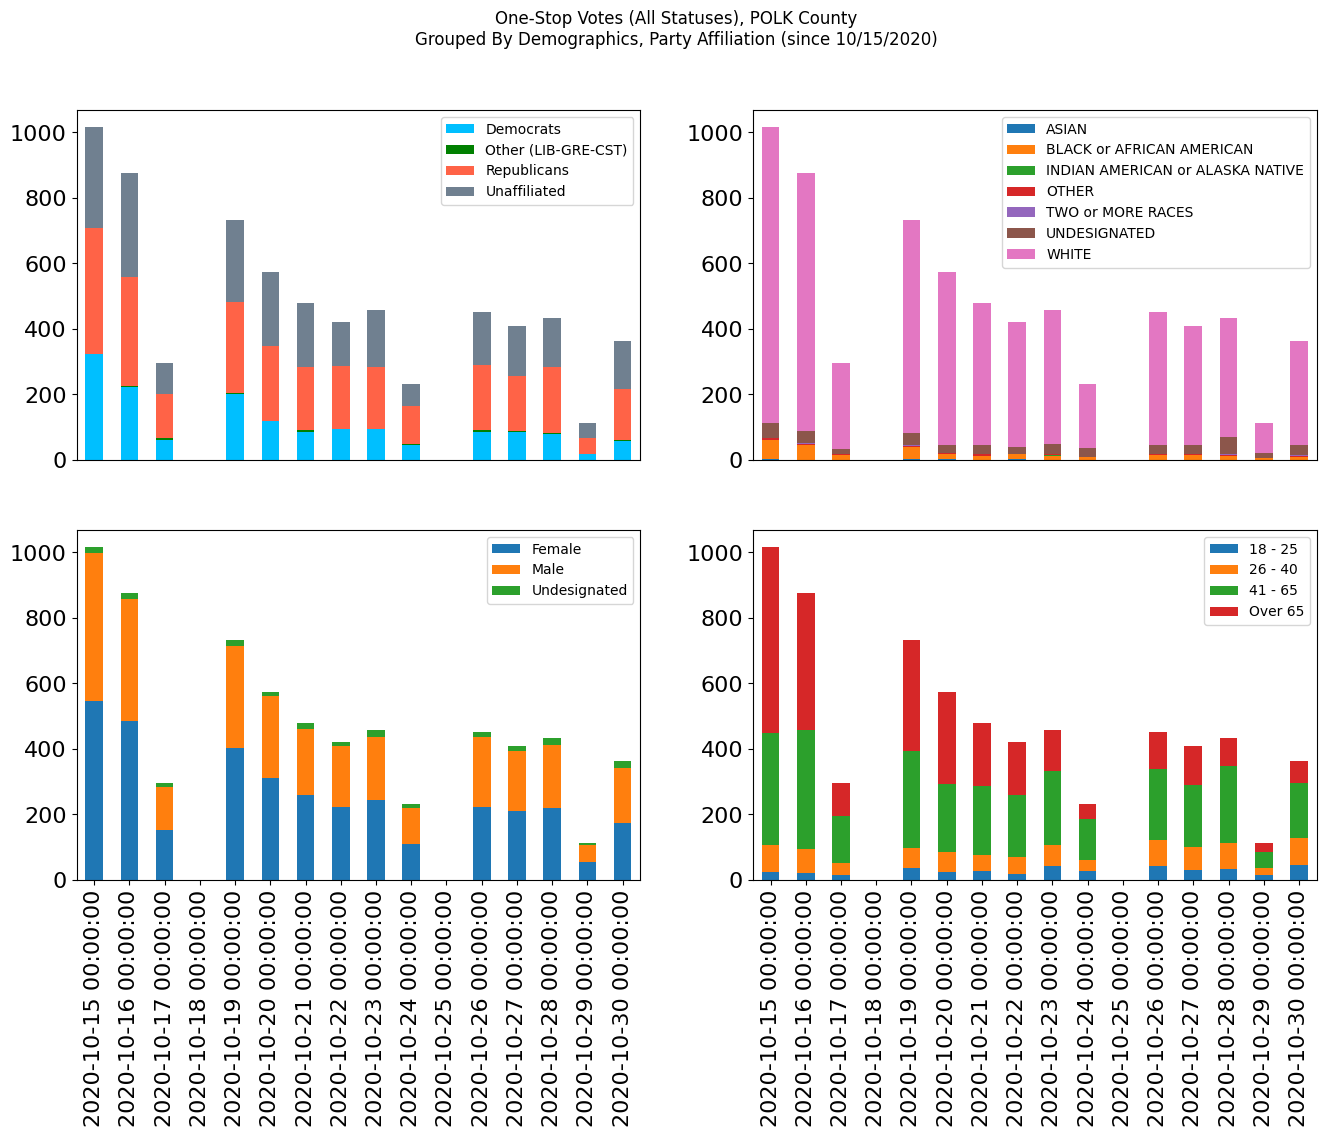 One-Stop Votes (All Statuses), POLK County
Grouped By Demographics, Party Affiliation (since 10/15/2020)
1000
800
600
400
200
0
Democrats
Other (LIB-GRE-CST)
Republicans
Unaffiliated
1000
800
600
400
200
0
ASIAN
BLACK or AFRICAN AMERICAN
INDIAN AMERICAN or ALASKA NATIVE
OTHER
TWO or MORE RACES
UNDESIGNATED
WHITE
1000
800
600
400
200
0
Female
Male
Undesignated
2020-10-15 00:00:00
2020-10-16 00:00:00
2020-10-17 00:00:00
2020-10-18 00:00:00
2020-10-19 00:00:00
2020-10-20 00:00:00
2020-10-21 00:00:00
2020-10-22 00:00:00
2020-10-23 00:00:00
2020-10-24 00:00:00
2020-10-25 00:00:00
2020-10-26 00:00:00
2020-10-27 00:00:00
2020-10-28 00:00:00
2020-10-29 00:00:00
2020-10-30 00:00:00
1000
800
600
400
200
0
18 - 25
26 - 40
41 - 65
Over 65
2020-10-15 00:00:00
2020-10-16 00:00:00
2020-10-17 00:00:00
2020-10-18 00:00:00
2020-10-19 00:00:00
2020-10-20 00:00:00
2020-10-21 00:00:00
2020-10-22 00:00:00
2020-10-23 00:00:00
2020-10-24 00:00:00
2020-10-25 00:00:00
2020-10-26 00:00:00
2020-10-27 00:00:00
2020-10-28 00:00:00
2020-10-29 00:00:00
2020-10-30 00:00:00